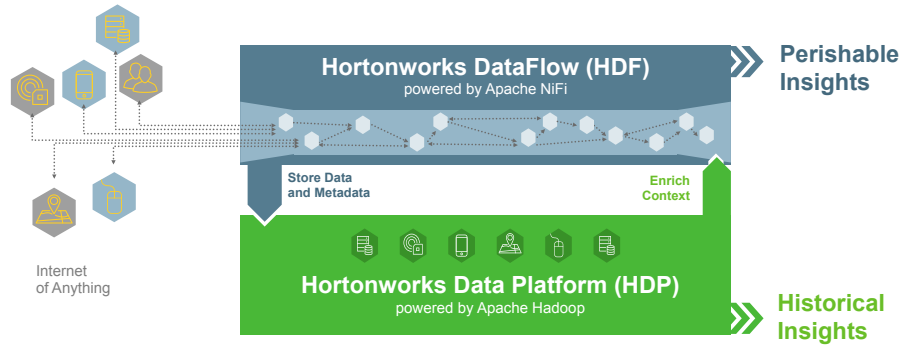 Hortonworks DataFlow (HDF)
powered by Apache NiFi
Perishable
Insights
Store Data
and Metadata
Enrich
Context
Internet
of Anything
Hortonworks Data Platform (HDP)
powered by Apache Hadoop
Historical
Insights